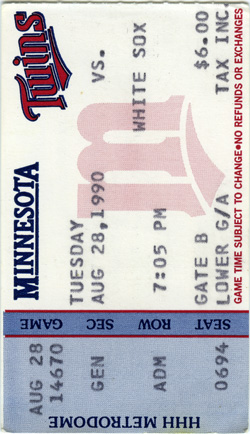 MINNESOTA Twins
TUESDAY VS.
AUG 28,1990 WHITE SOX
7:05 PM
GATE B $6.00
LOWER G/A TAX INC.
GAME TIME SUBJECT TO CHANGE•NO REFUNDS OR EXCHANGES
GAME SEC ROW SEAT
AUG 28
14670 GEN ADM 0694
HHH METRODOME